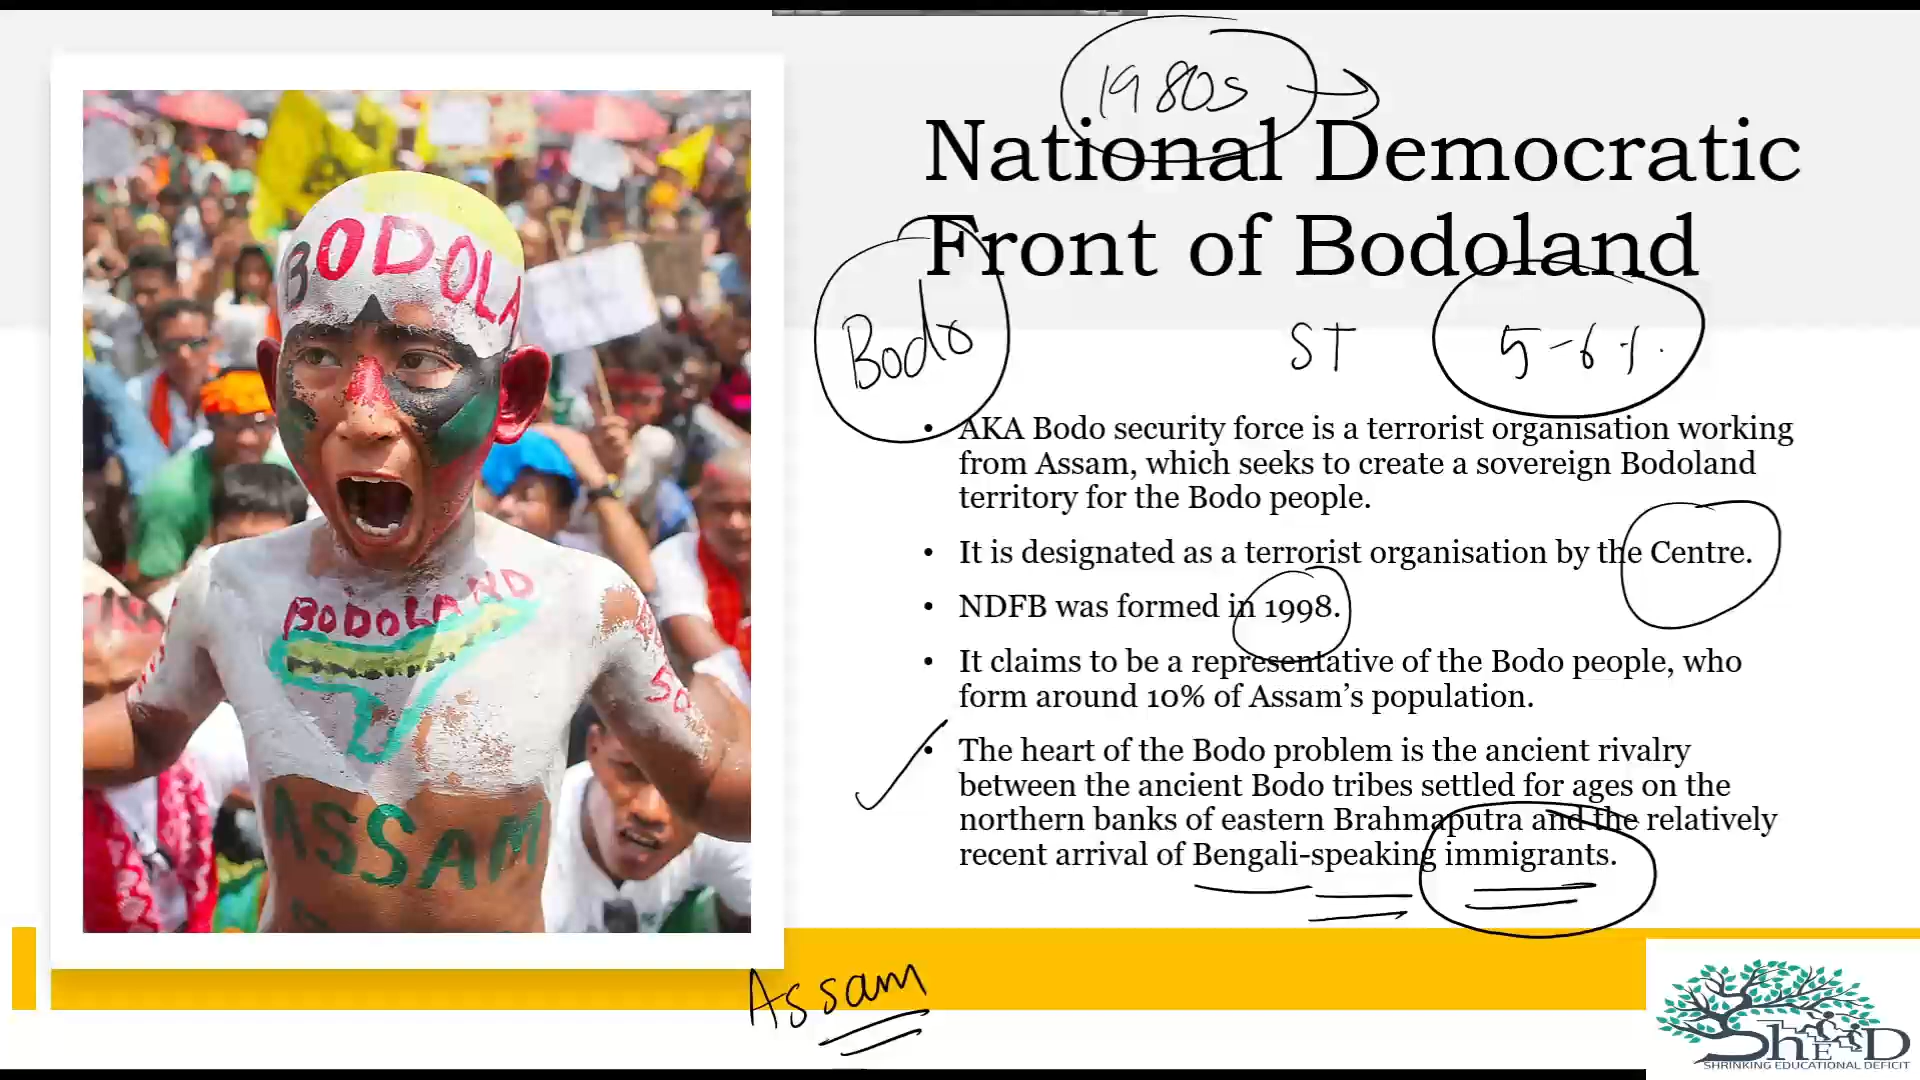 1980s
National Democratic
Front of Bodoland
Bodo
ST
5-6%.
• AKA Bodo security force is a terrorist organisation working
from Assam, which seeks to create a sovereign Bodoland
territory for the Bodo people.
• It is designated as a terrorist organisation by the Centre.
• NDFB was formed in 1998.
• It claims to be a representative of the Bodo people, who
form around 10% of Assam’s population.
• The heart of the Bodo problem is the ancient rivalry
between the ancient Bodo tribes settled for ages on the
northern banks of eastern Brahmaputra and the relatively
recent arrival of Bengali-speaking immigrants.
BODOLA
BODOLAND
50
ASSAM
Assam
ShED
SHRINKING EDUCATIONAL DEFICIT